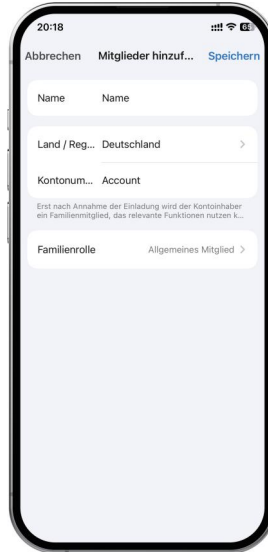 20:18
69
Abbrechen Mitglieder hinzuf... Speichern
Name Name
Land / Reg... Deutschland
Kontonum... Account
Erst nach Annahme der Einladung wird der Kontoinhaber
ein Familienmitglied, das relevante Funktionen nutzen k...
Familienrolle Allgemeines Mitglied